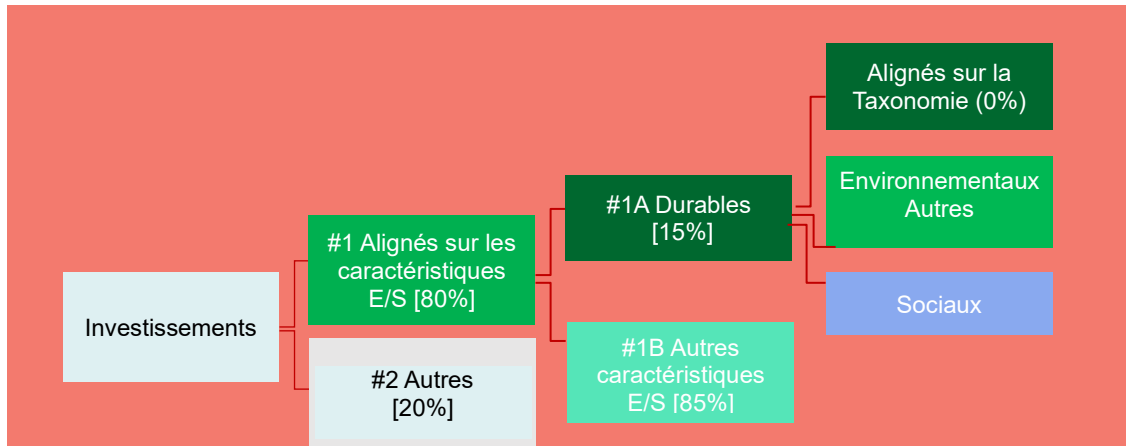 Investissements
#1 Alignés sur les
caractéristiques
E/S [80%]
#2 Autres
[20%]
#1A Durables
[15%]
#1B Autres
caractéristiques
E/S [85%]
Alignés sur la
Taxonomie (0%)
Environnementaux
Autres
Sociaux